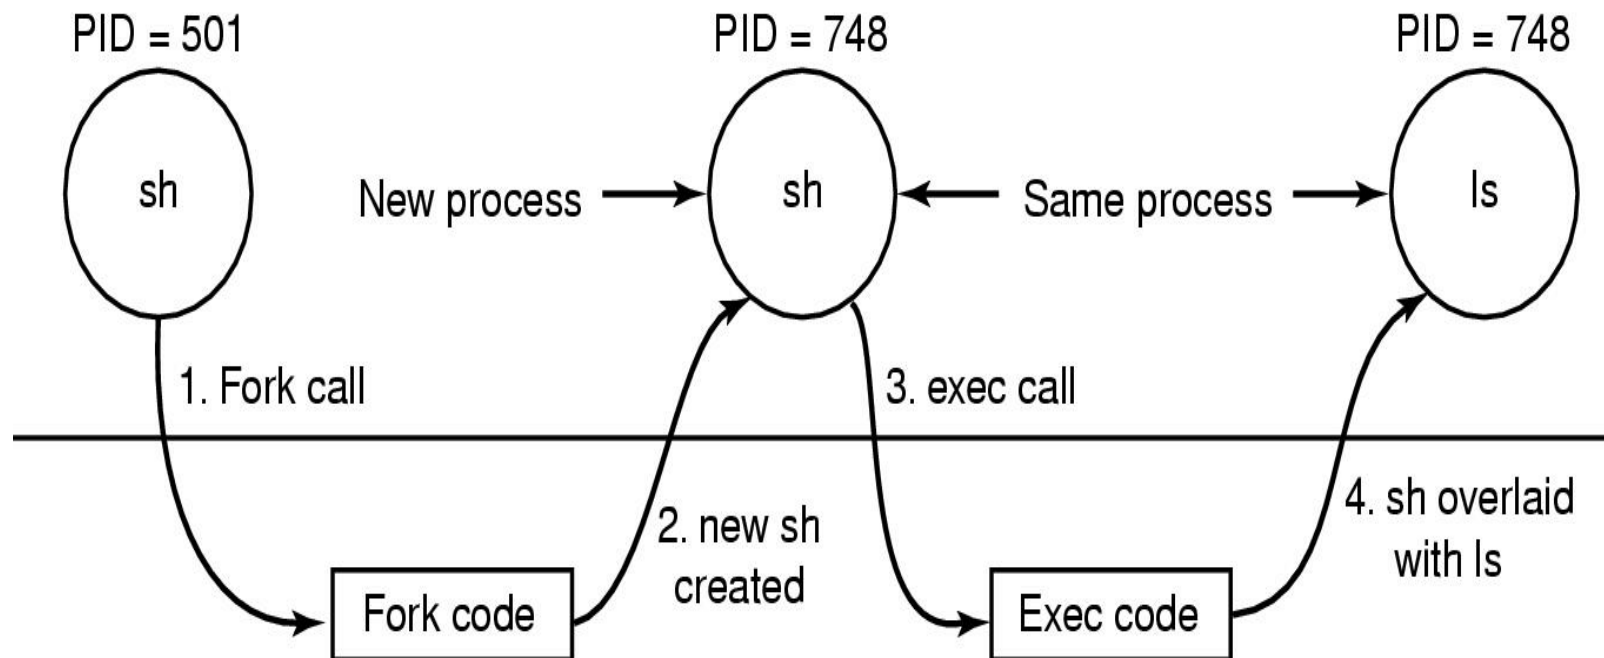 PID = 501
PID = 748
PID = 748
sh
New process
sh
Same process
ls
1. Fork call
3. exec call
2. new sh
created
4. sh overlaid
with ls
Fork code
Exec code